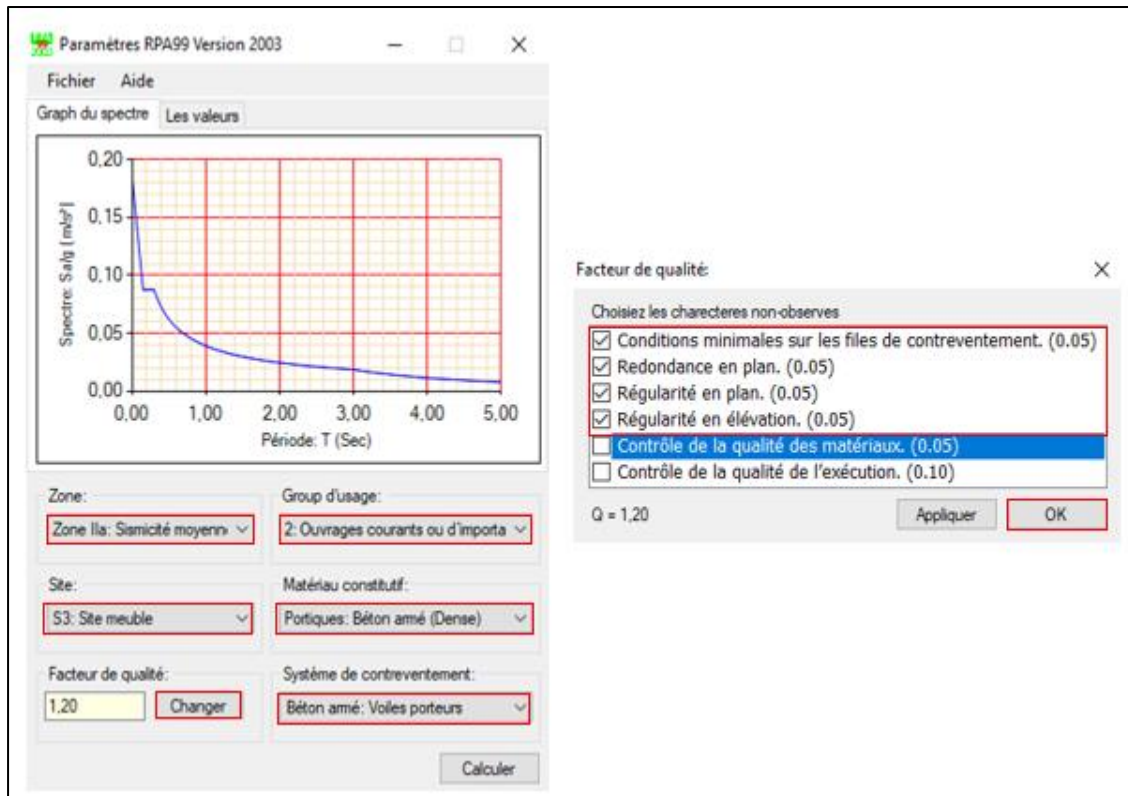 Paramètres RPA99 Version 2003
Fichier Aide
Graph du spectre Les valeurs
Spectre: Sa/g [m/s²]
0,20
0,15
0,10
0,05
0,00
0,00 1,00 2,00 3,00 4,00 5,00
Période: T (Sec)
Zone:
Zone IIa: Sismicité moyenn
Group d'usage:
2: Ouvrages courants ou d'importa
Site:
S3: Site meuble
Matériau constitutif:
Portiques: Béton armé (Dense)
Facteur de qualité:
1,20 Changer
Système de contreventement:
Béton armé: Voiles porteurs
Calculer
Facteur de qualité:
Choisiez les charecteres non-observes
Conditions minimales sur les files de contreventement. (0.05)
Redondance en plan. (0.05)
Régularité en plan. (0.05)
Régularité en élévation. (0.05)
Contrôle de la qualité des matériaux. (0.05)
Contrôle de la qualité de l'exécution. (0.10)
Q = 1,20 Appliquer OK